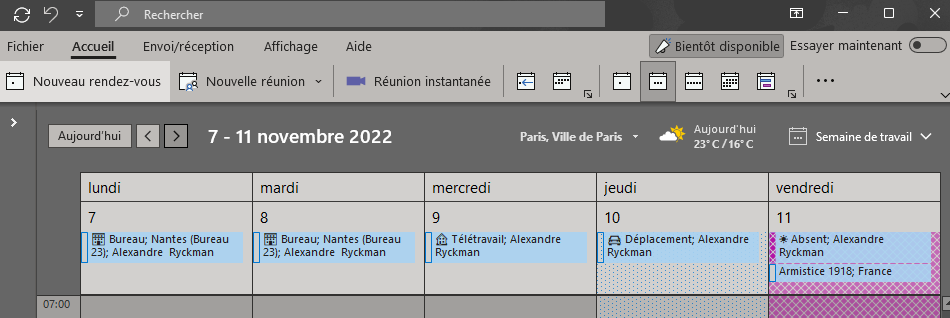 Rechercher
Fichier Accueil Envoi/réception Affichage Aide Bientôt disponible Essayer maintenant
Nouveau rendez-vous Nouvelle réunion Réunion instantanée
Aujourd'hui 7 - 11 novembre 2022 Paris, Ville de Paris Aujourd'hui Semaine de travail
23°C/16°C
lundi mardi mercredi jeudi vendredi
7 8 9 10 11
Bureau; Nantes (Bureau
23); Alexandre Ryckman
Bureau; Nantes (Bureau
23); Alexandre Ryckman
Télétravail; Alexandre
Ryckman
Déplacement; Alexandre
Ryckman
Absent; Alexandre
Ryckman
Armistice 1918; France
07:00